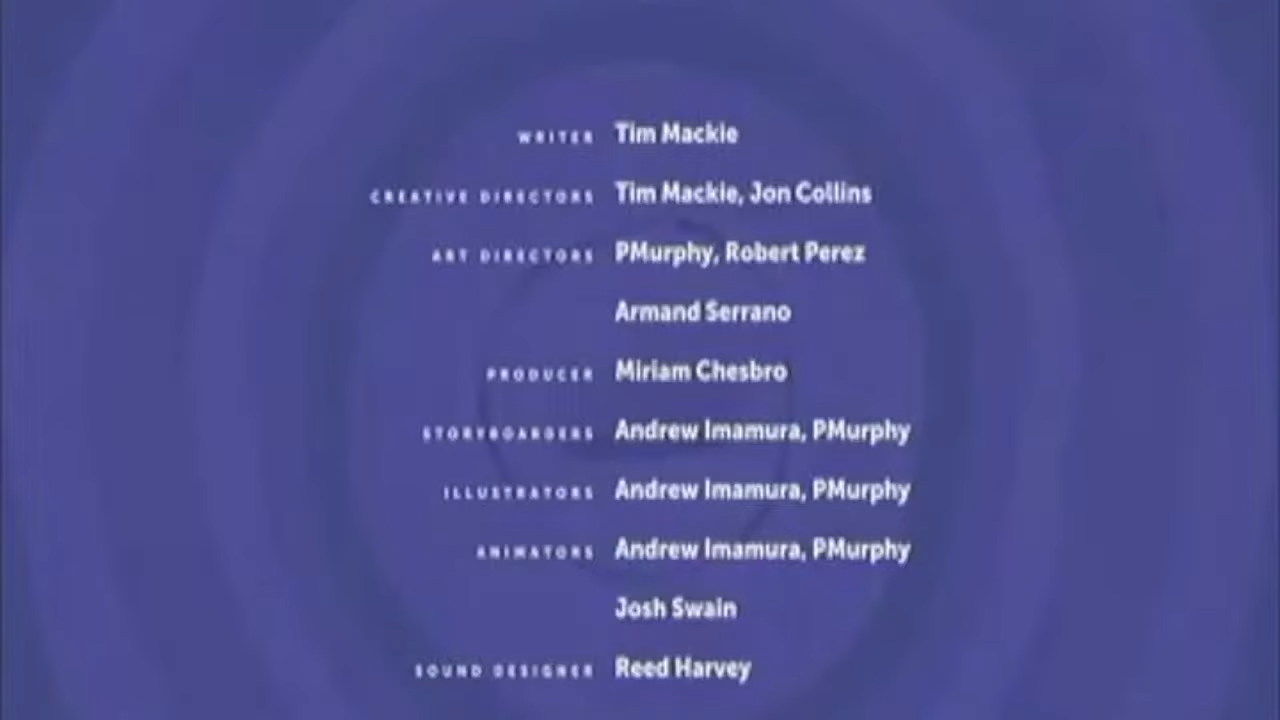 WRITER Tim Mackie
CREATIVE DIRECTORS Tim Mackie, Jon Collins
ART DIRECTORS PMurphy, Robert Perez
Armand Serrano
PRODUCER Miriam Chesbro
STORYBOARDERS Andrew Imamura, PMurphy
ILLUSTRATORS Andrew Imamura, PMurphy
ANIMATORS Andrew Imamura, PMurphy
Josh Swain
SOUND DESIGNER Reed Harvey